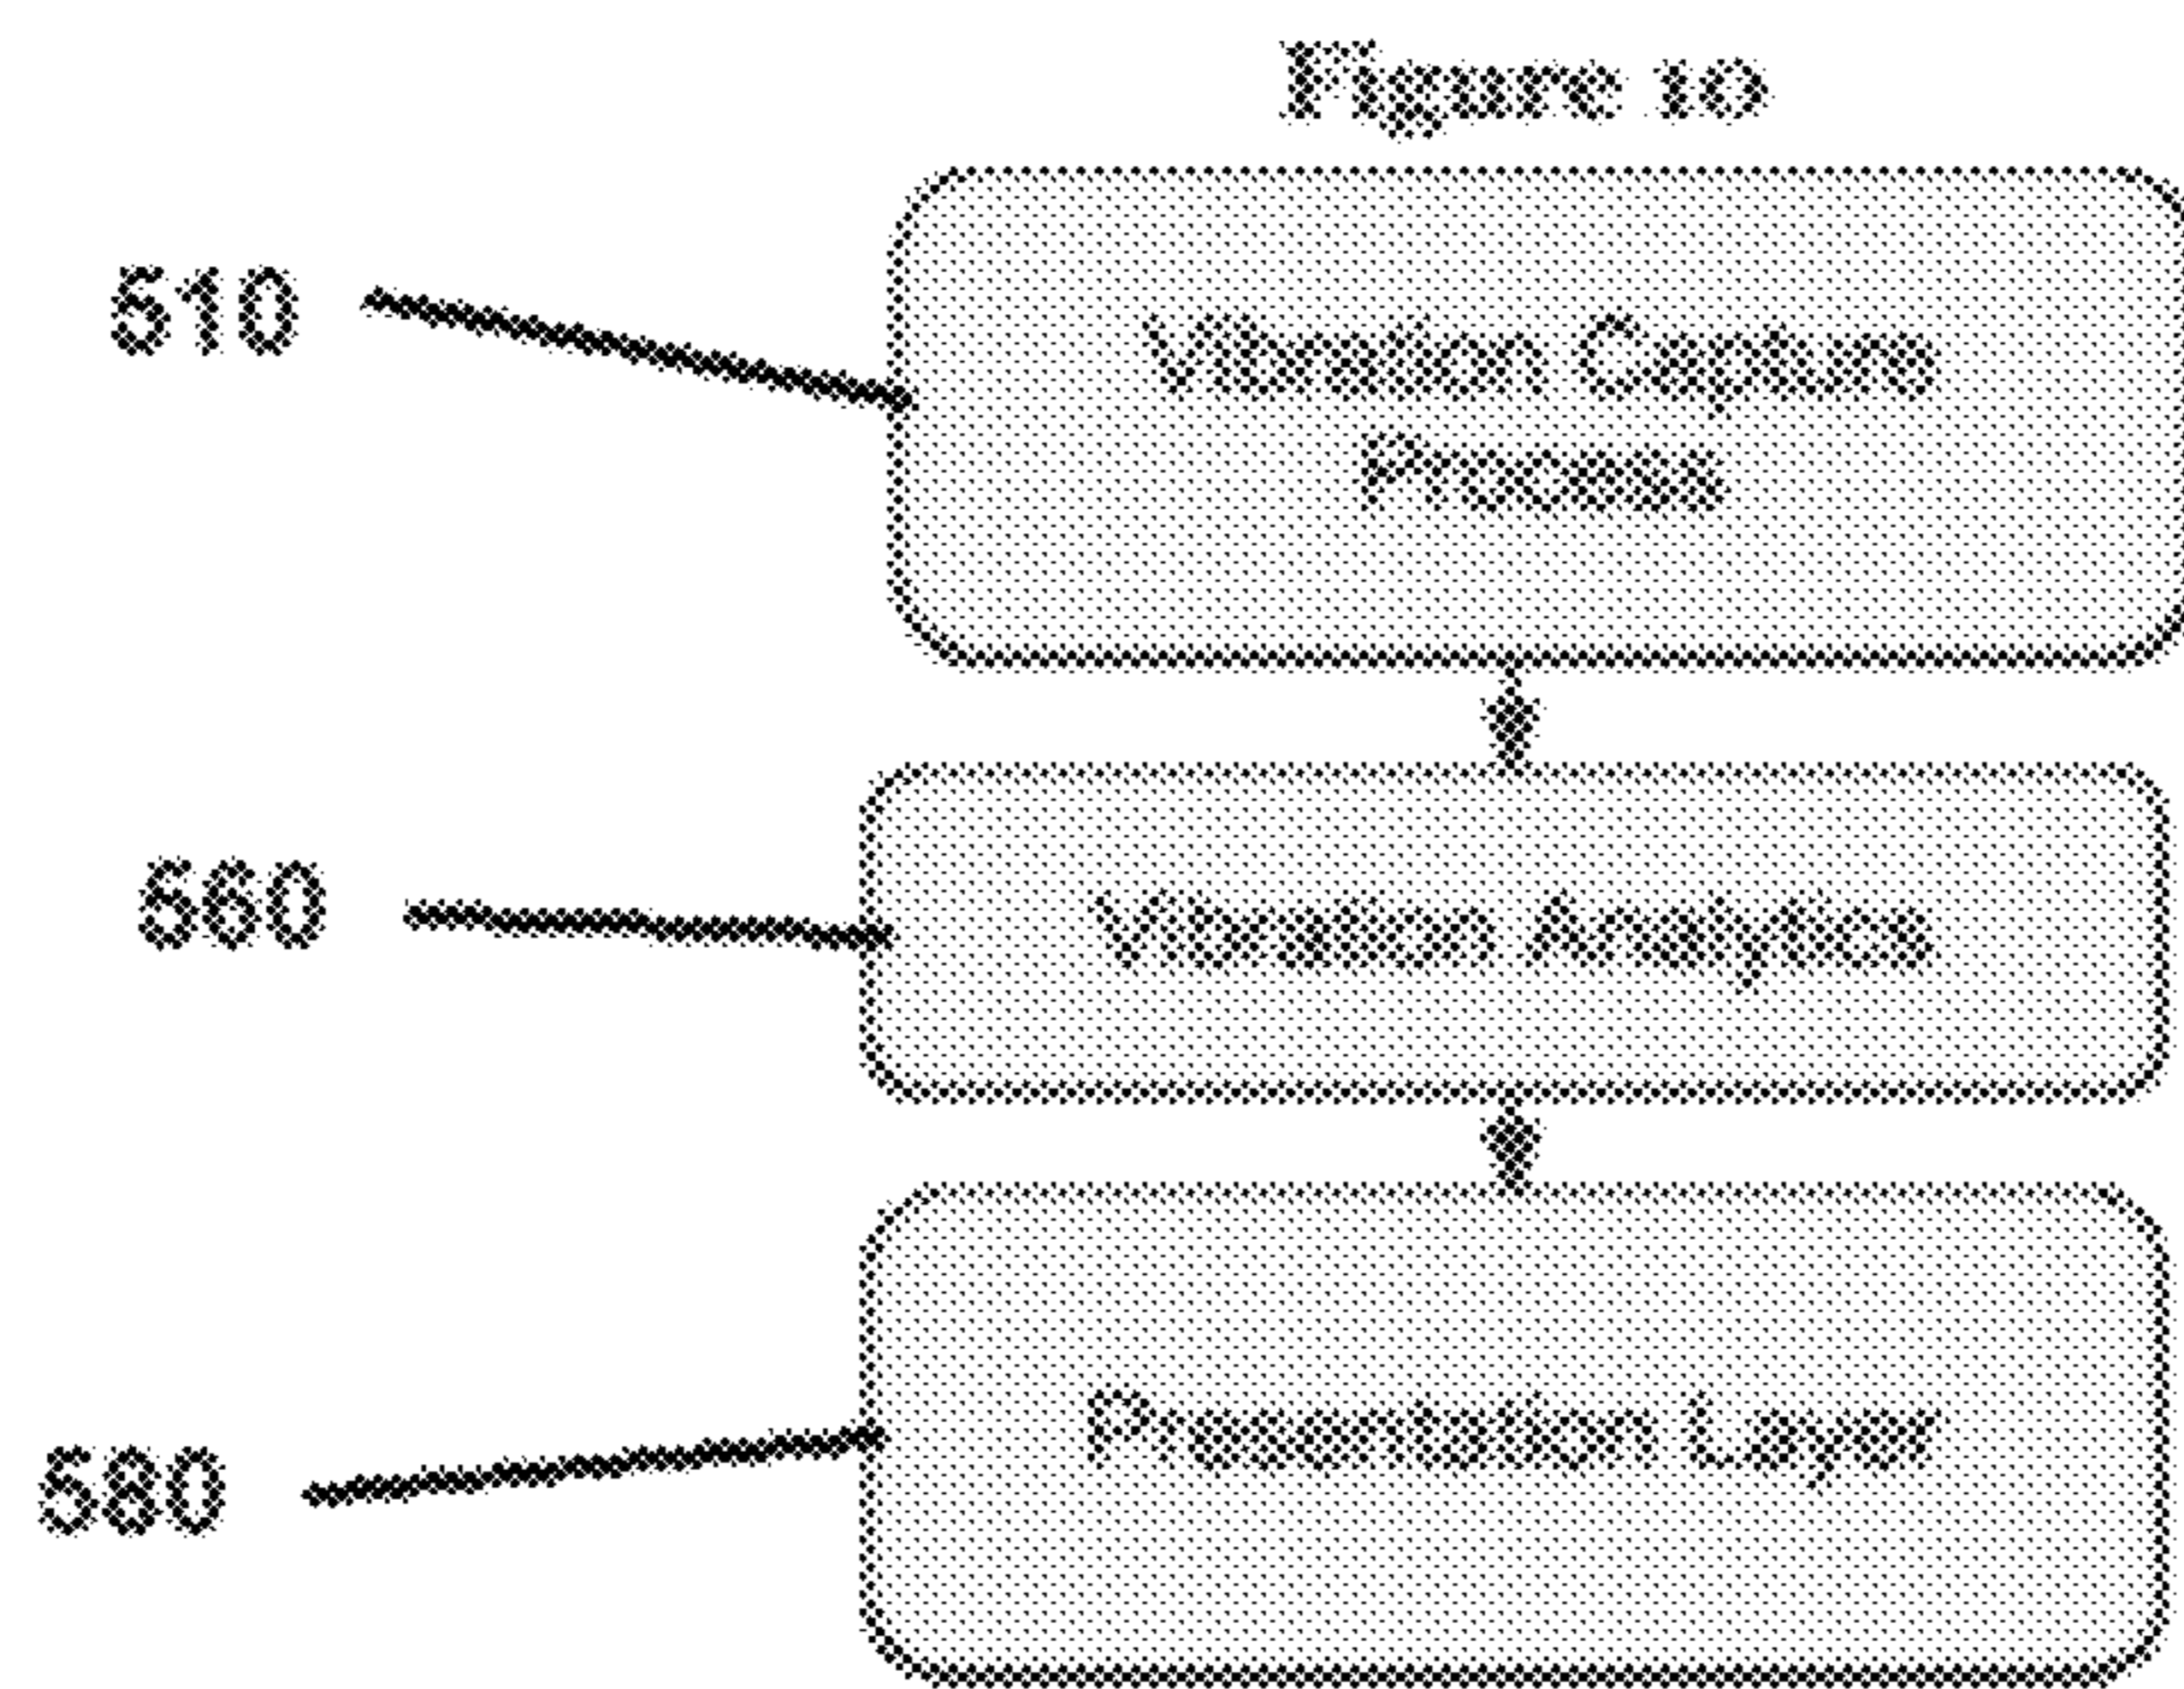 Figure 10
510
Vibration Capture
Process
560
Vibration Analytics
580
Presentation Layer